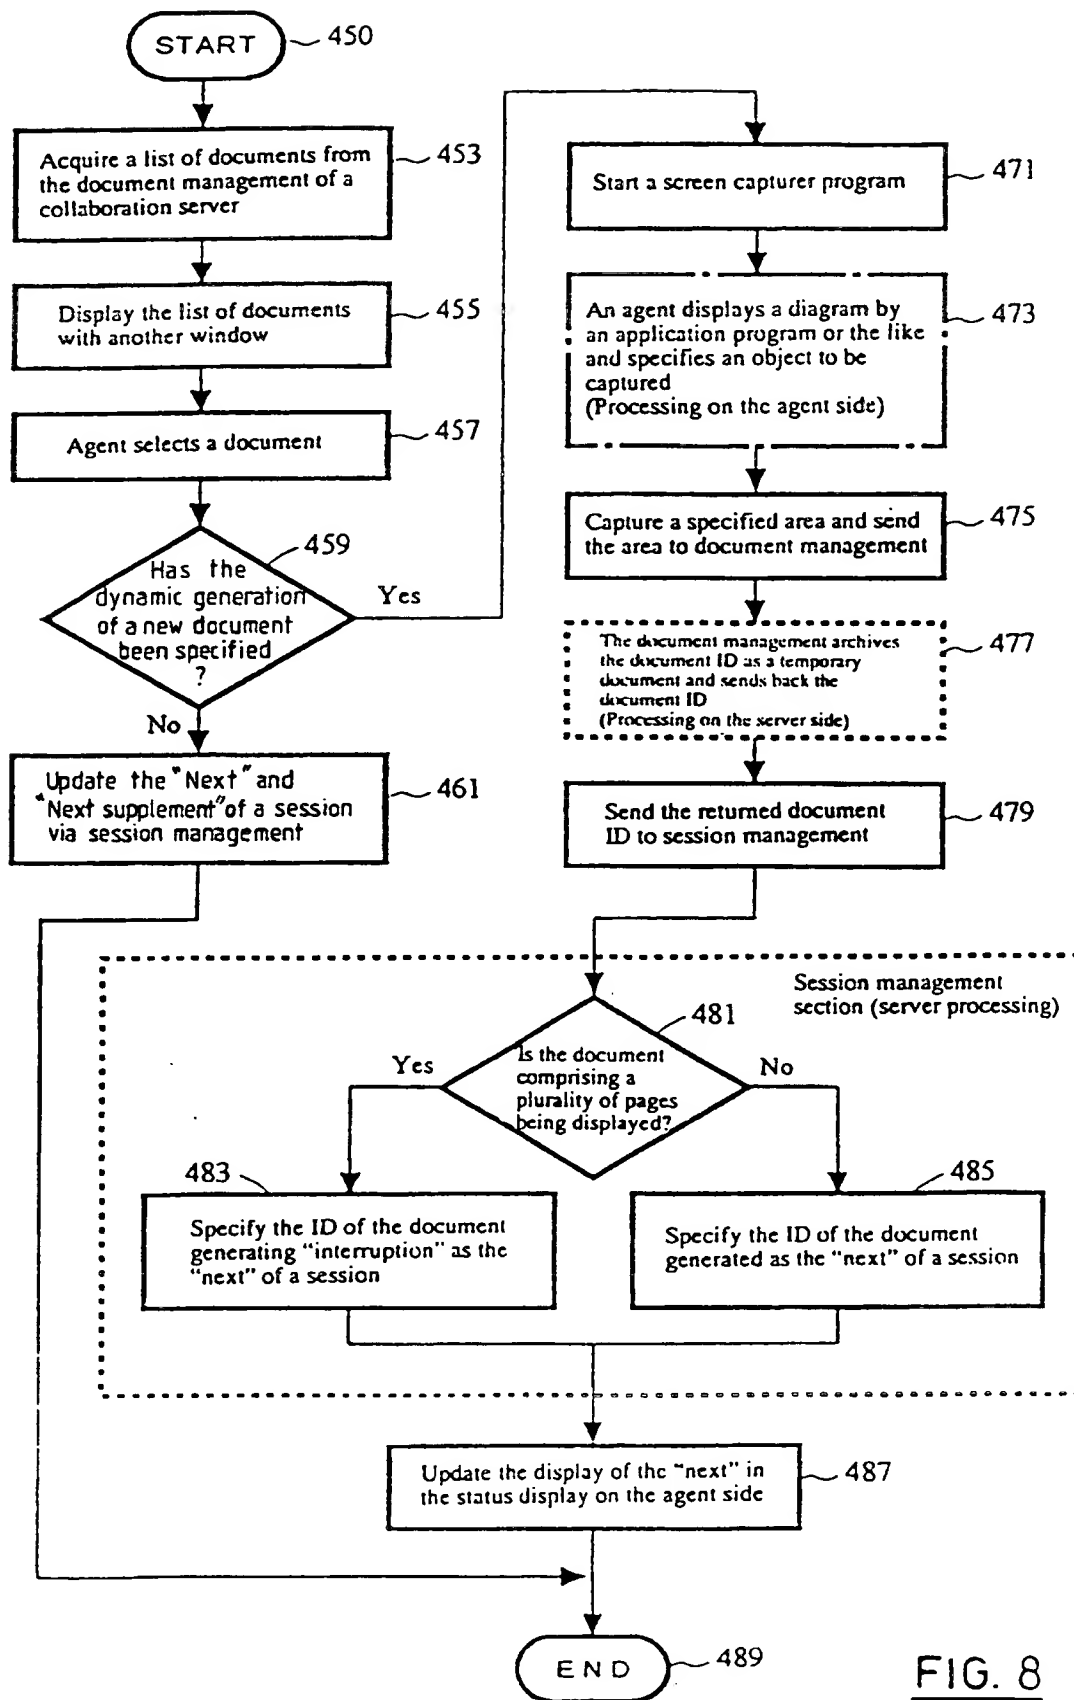 START
450
Acquire a list of documents from
the document management of a
collaboration server
453
Display the list of documents
with another window
455
Agent selects a document
457
459
Has the
dynamic generation
of a new document
been specified
?
Yes
No
Update the "Next" and
"Next supplement" of a session
via session management
461
Start a screen capturer program
471
An agent displays a diagram by
an application program or the like
and specifies an object to be
captured
(Processing on the agent side)
473
Capture a specified area and send
the area to document management
475
The document management archives
the document ID as a temporary
document and sends back the
document ID
(Processing on the server side)
477
Send the returned document
ID to session management
479
Session management
section (server processing)
481
Is the document
comprising a
plurality of pages
being displayed?
Yes
No
483
Specify the ID of the document
generating "interruption" as the
"next" of a session
485
Specify the ID of the document
generated as the "next" of a session
Update the display of the "next" in
the status display on the agent side
487
END
489
FIG. 8